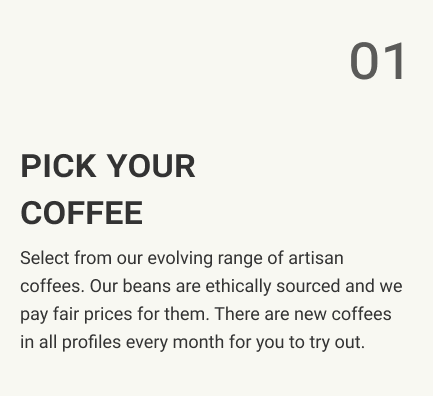 01
PICK YOUR
COFFEE
Select from our evolving range of artisan
coffees. Our beans are ethically sourced and we
pay fair prices for them. There are new coffees
in all profiles every month for you to try out.